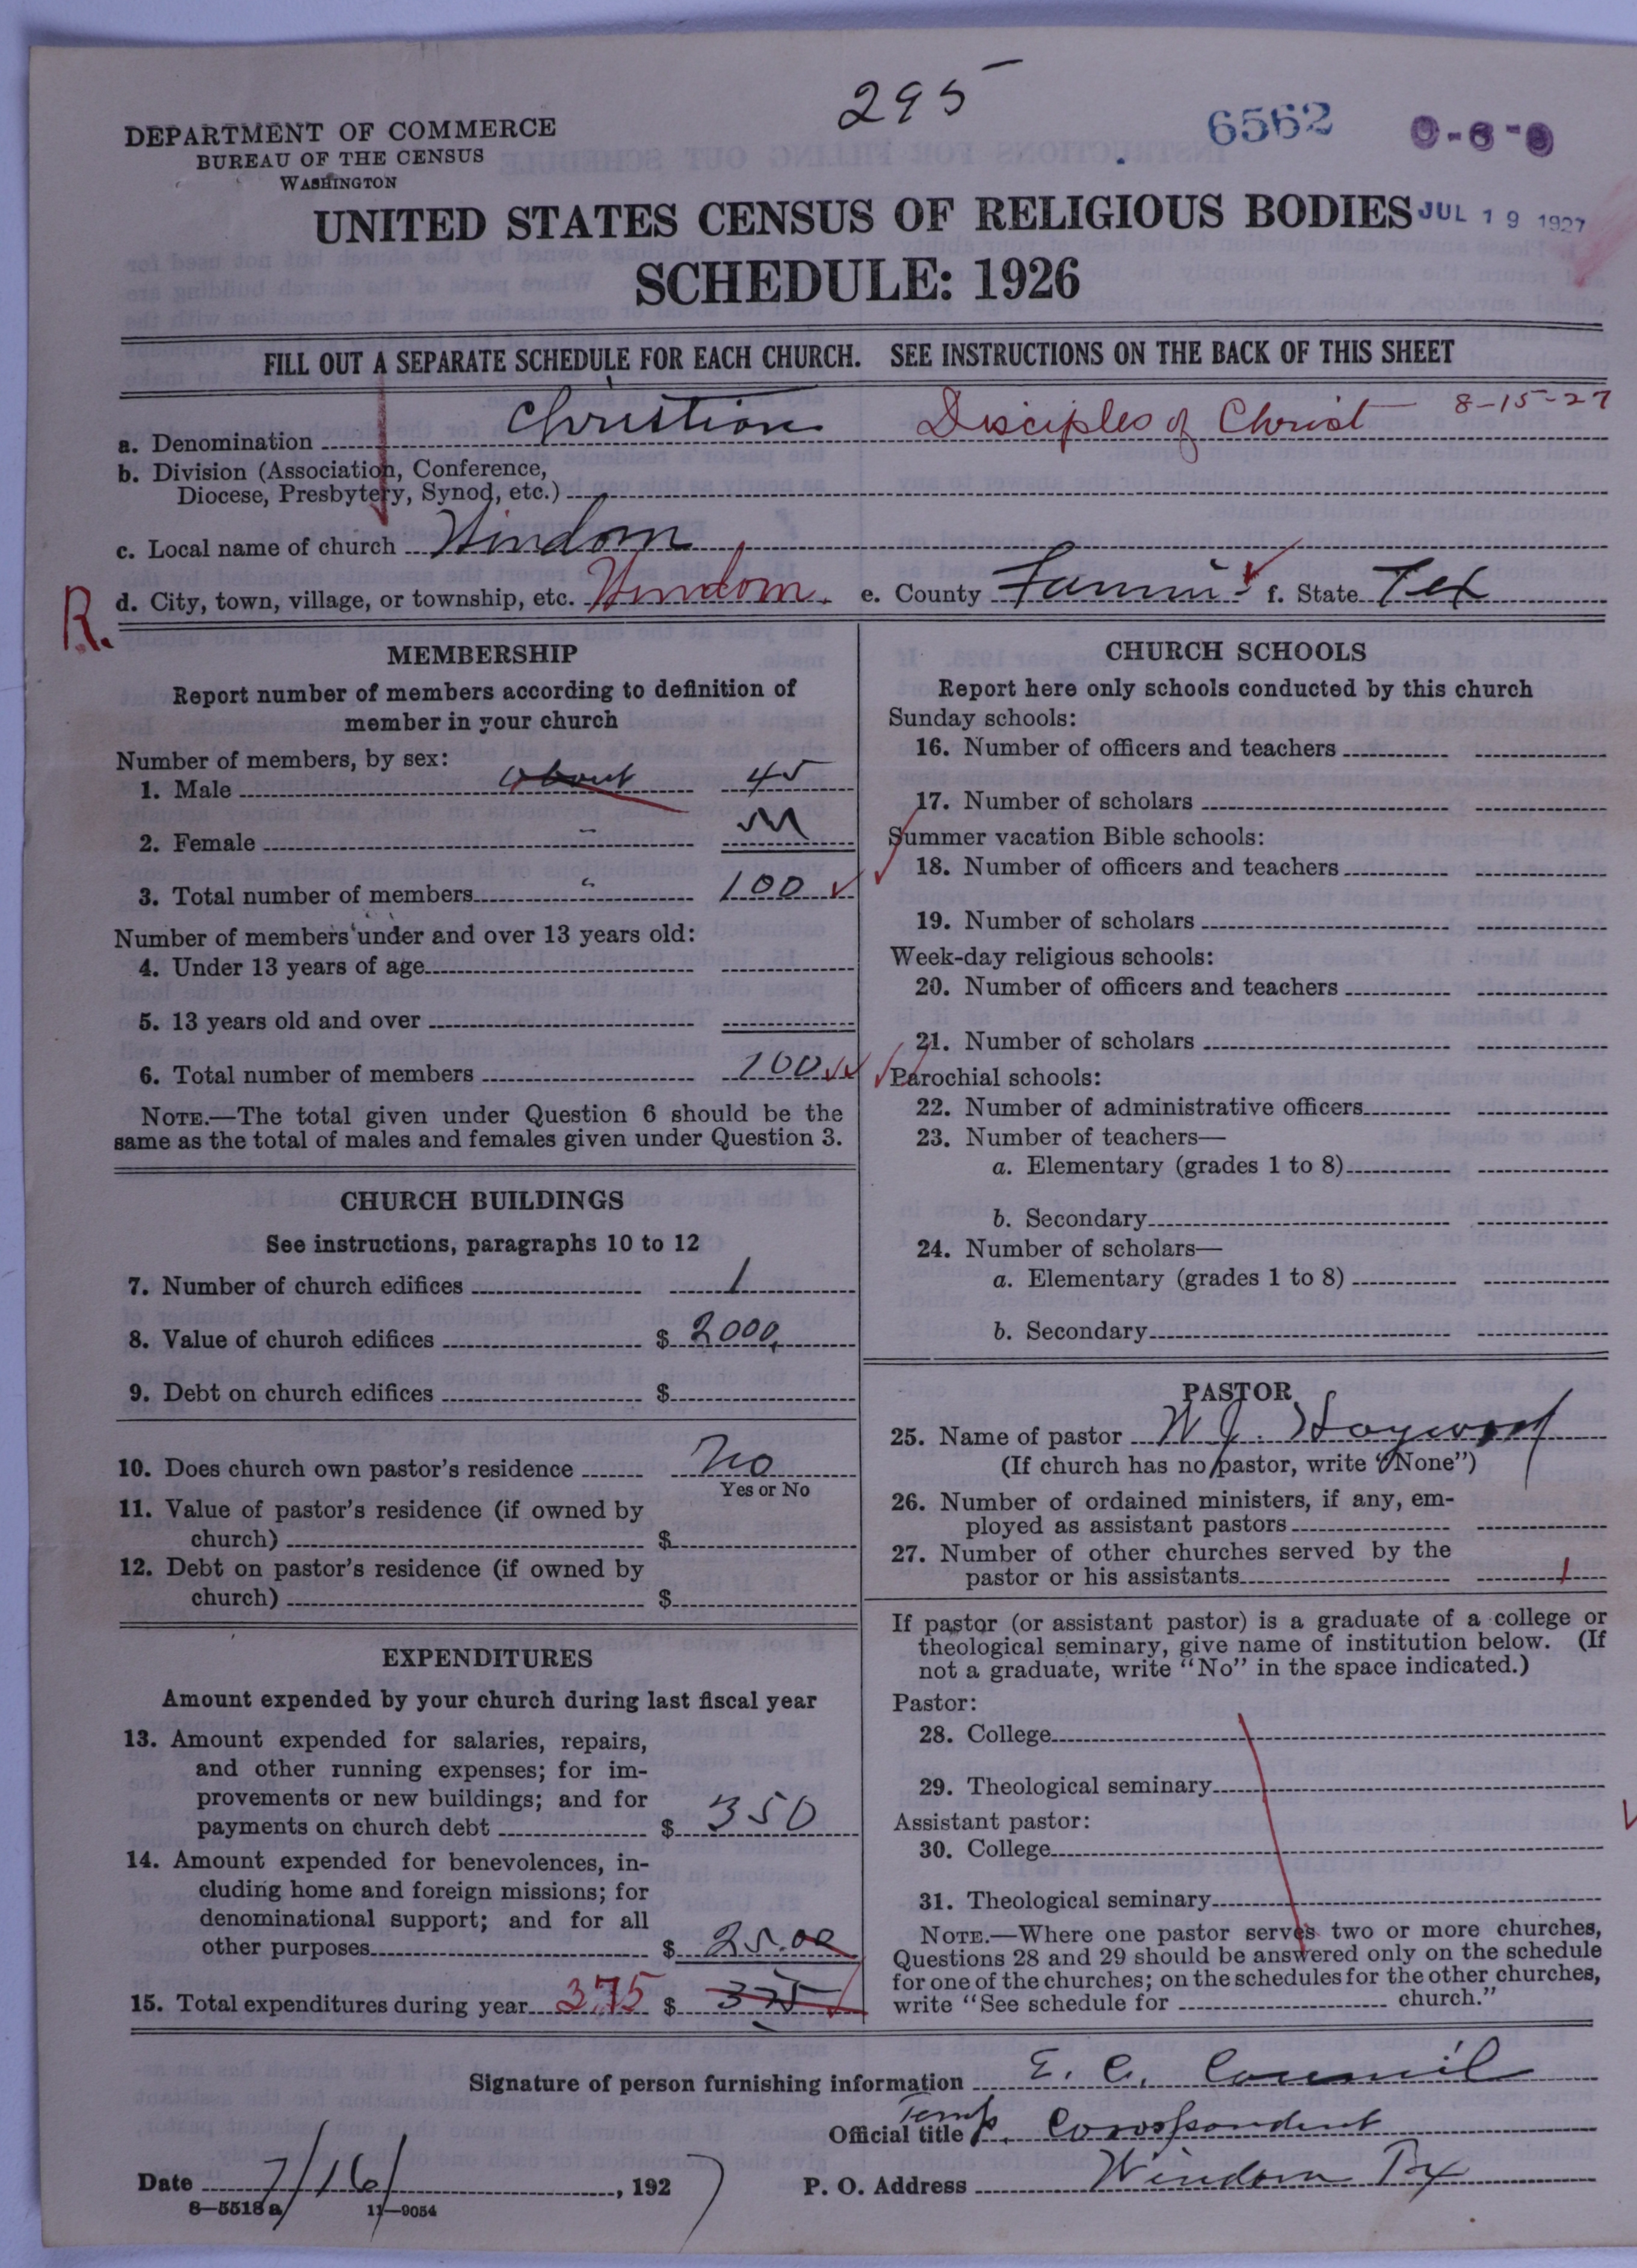 295
6562
0-6-9
DEPARTMENT OF COMMERCE
BUREAU OF THE CENSUS
WASHINGTON
UNITED STATES CENSUS OF RELIGIOUS BODIES JUL 19 1927
SCHEDULE: 1926
FILL OUT A SEPARATE SCHEDULE FOR EACH CHURCH. SEE INSTRUCTIONS ON THE BACK OF THIS SHEET
a. Denomination Christian Disciples of Christ 8-15-27
b. Division (Association, Conference,
Diocese, Presbytery, Synod, etc.)
c. Local name of church Windom
R. d. City, town, village, or township, etc. Windom. e. County Fannin f. State Tex
MEMBERSHIP
Report number of members according to definition of
member in your church
Number of members, by sex:
1. Male about 45
2. Female "
3. Total number of members " 100
Number of members under and over 13 years old:
4. Under 13 years of age
5. 13 years old and over
6. Total number of members 100
NOTE.—The total given under Question 6 should be the
same as the total of males and females given under Question 3.
CHURCH BUILDINGS
See instructions, paragraphs 10 to 12
7. Number of church edifices 1
8. Value of church edifices $ 2000
9. Debt on church edifices $
10. Does church own pastor's residence No
Yes or No
11. Value of pastor's residence (if owned by
church) $
12. Debt on pastor's residence (if owned by
church) $
EXPENDITURES
Amount expended by your church during last fiscal year
13. Amount expended for salaries, repairs,
and other running expenses; for im-
provements or new buildings; and for
payments on church debt $ 350
14. Amount expended for benevolences, in-
cluding home and foreign missions; for
denominational support; and for all
other purposes $ 25.00
15. Total expenditures during year 375 $ 375
CHURCH SCHOOLS
Report here only schools conducted by this church
Sunday schools:
16. Number of officers and teachers
17. Number of scholars
Summer vacation Bible schools:
18. Number of officers and teachers
19. Number of scholars
Week-day religious schools:
20. Number of officers and teachers
21. Number of scholars
Parochial schools:
22. Number of administrative officers
23. Number of teachers—
a. Elementary (grades 1 to 8)
b. Secondary
24. Number of scholars—
a. Elementary (grades 1 to 8)
b. Secondary
PASTOR
25. Name of pastor W. J. Haywood
(If church has no pastor, write "None")
26. Number of ordained ministers, if any, em-
ployed as assistant pastors
27. Number of other churches served by the
pastor or his assistants 1
If pastor (or assistant pastor) is a graduate of a college or
theological seminary, give name of institution below. (If
not a graduate, write "No" in the space indicated.)
Pastor:
28. College
29. Theological seminary
Assistant pastor:
30. College
31. Theological seminary
NOTE.—Where one pastor serves two or more churches,
Questions 28 and 29 should be answered only on the schedule
for one of the churches; on the schedules for the other churches,
write "See schedule for church."
Signature of person furnishing information E. C. Council
Official title Temp. Corospondent
Date 7/16/, 1927 P. O. Address Windom Tx
8—5518 a 11—9054